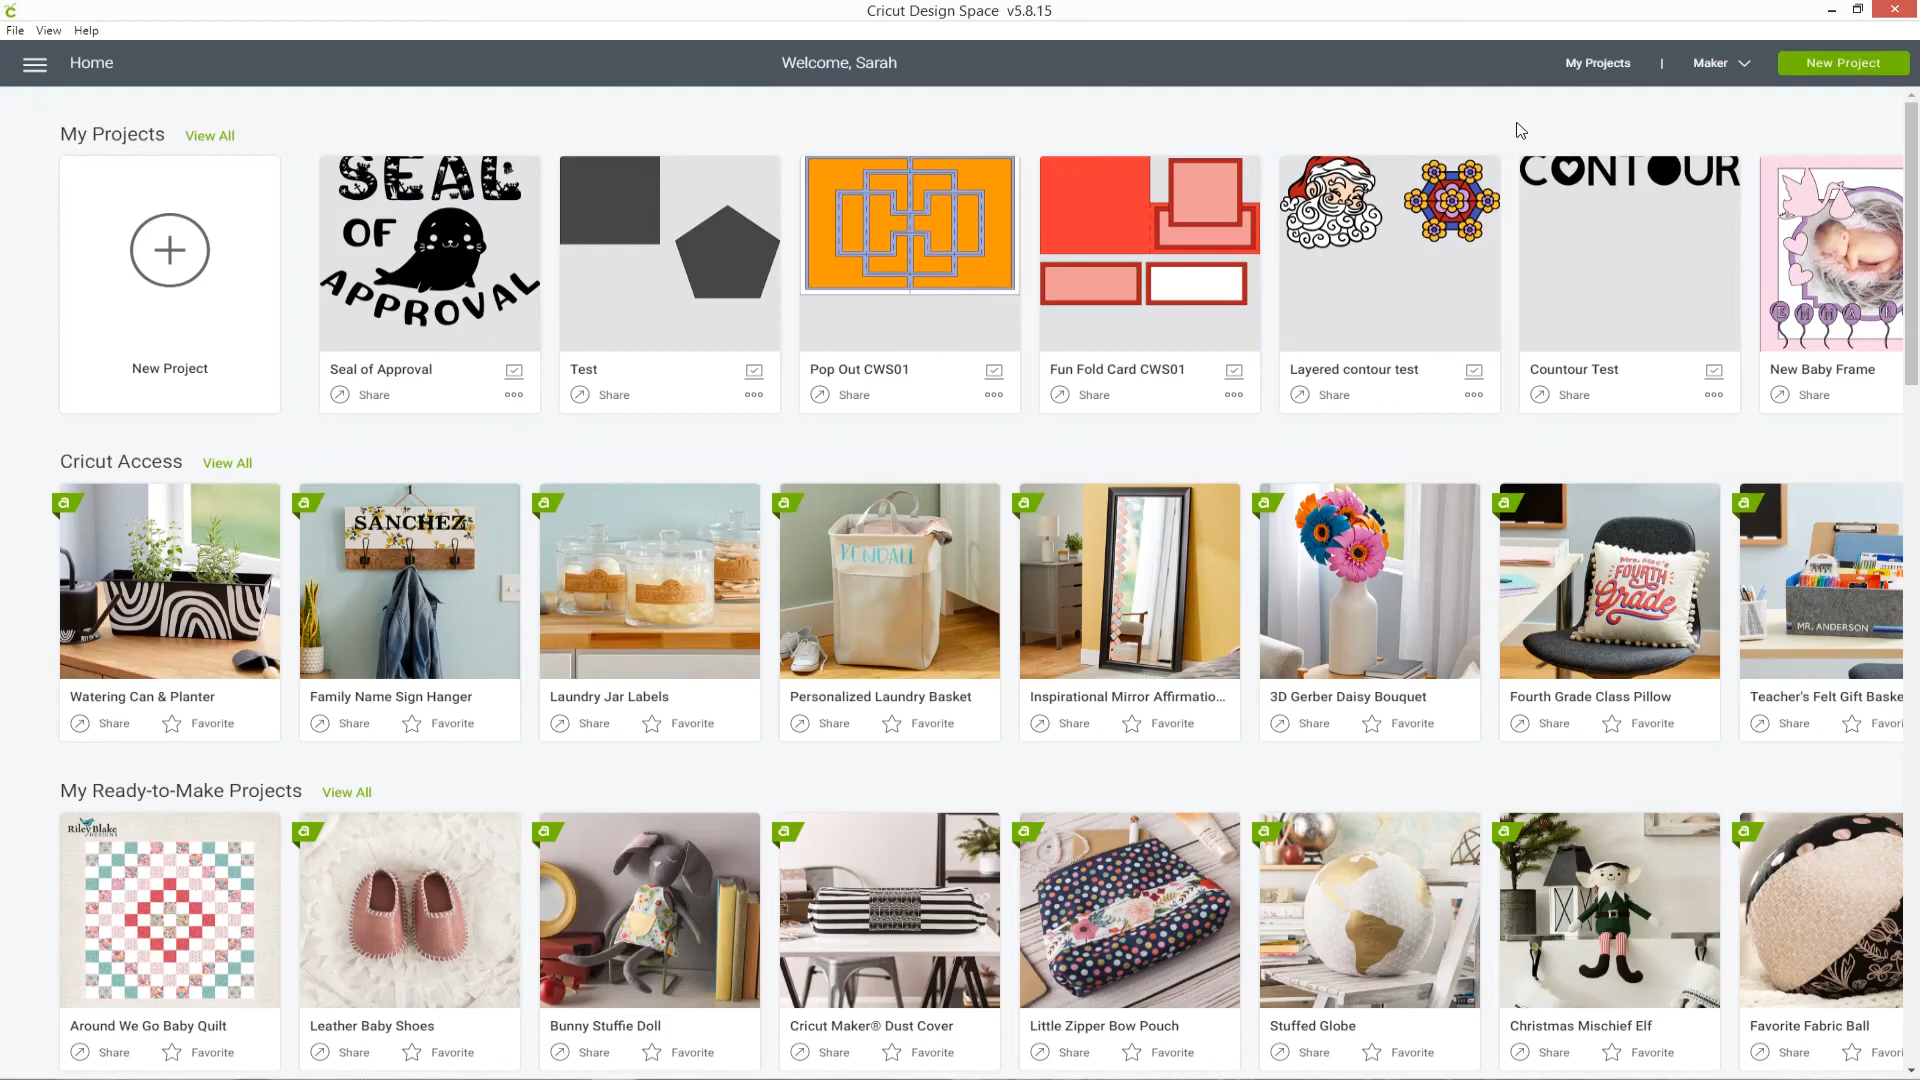 Cricut Design Space v5.8.15
File View Help
Home
Welcome, Sarah
My Projects | Maker
New Project
My Projects View All
New Project
SEAL
OF
APPROVAL
Seal of Approval
Share
Test
Share
Pop Out CWS01
Share
Fun Fold Card CWS01
Share
Layered contour test
Share
CONTOUR
Countour Test
Share
EMMA
New Baby Frame
Share
Cricut Access View All
a
Watering Can & Planter
Share Favorite
a
SANCHEZ
Family Name Sign Hanger
Share Favorite
a
Laundry Jar Labels
Share Favorite
a
KENDALL
Personalized Laundry Basket
Share Favorite
a
Inspirational Mirror Affirmatio...
Share Favorite
a
3D Gerber Daisy Bouquet
Share Favorite
a
FOURTH
Grade
Fourth Grade Class Pillow
Share Favorite
a
MR. ANDERSON
Teacher's Felt Gift Baske
Share Favori
My Ready-to-Make Projects View All
Riley Blake
DESIGNS
Around We Go Baby Quilt
Share Favorite
a
Leather Baby Shoes
Share Favorite
a
Bunny Stuffie Doll
Share Favorite
a
Cricut Maker® Dust Cover
Share Favorite
a
Little Zipper Bow Pouch
Share Favorite
a
Stuffed Globe
Share Favorite
a
Christmas Mischief Elf
Share Favorite
a
Favorite Fabric Ball
Share Favori